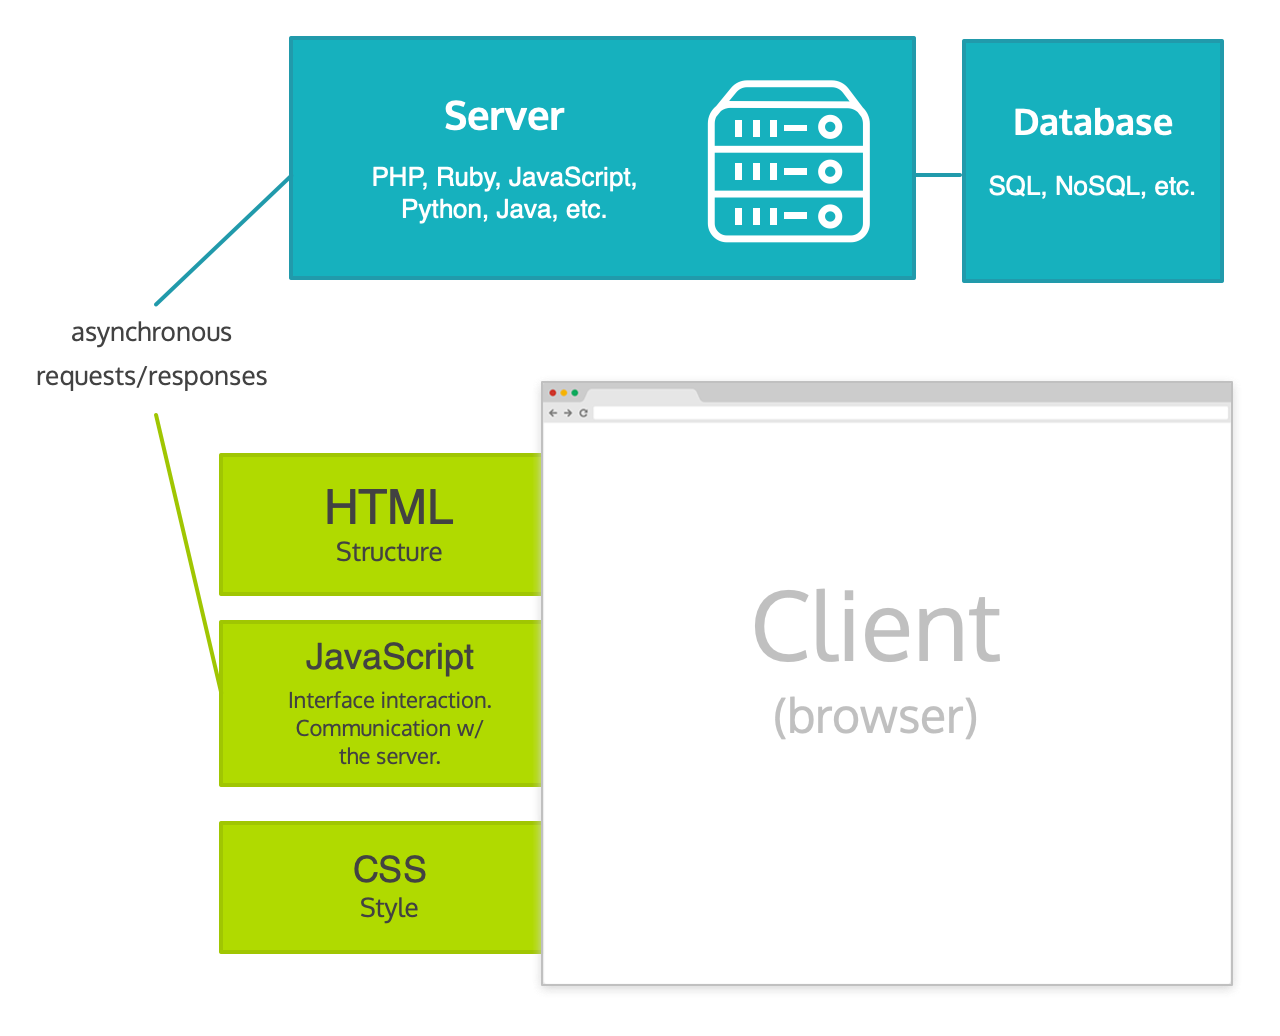 Server
PHP, Ruby, JavaScript,
Python, Java, etc.
Database
SQL, NoSQL, etc.
asynchronous
requests/responses
HTML
Structure
JavaScript
Interface interaction.
Communication w/
the server.
CSS
Style
Client
(browser)